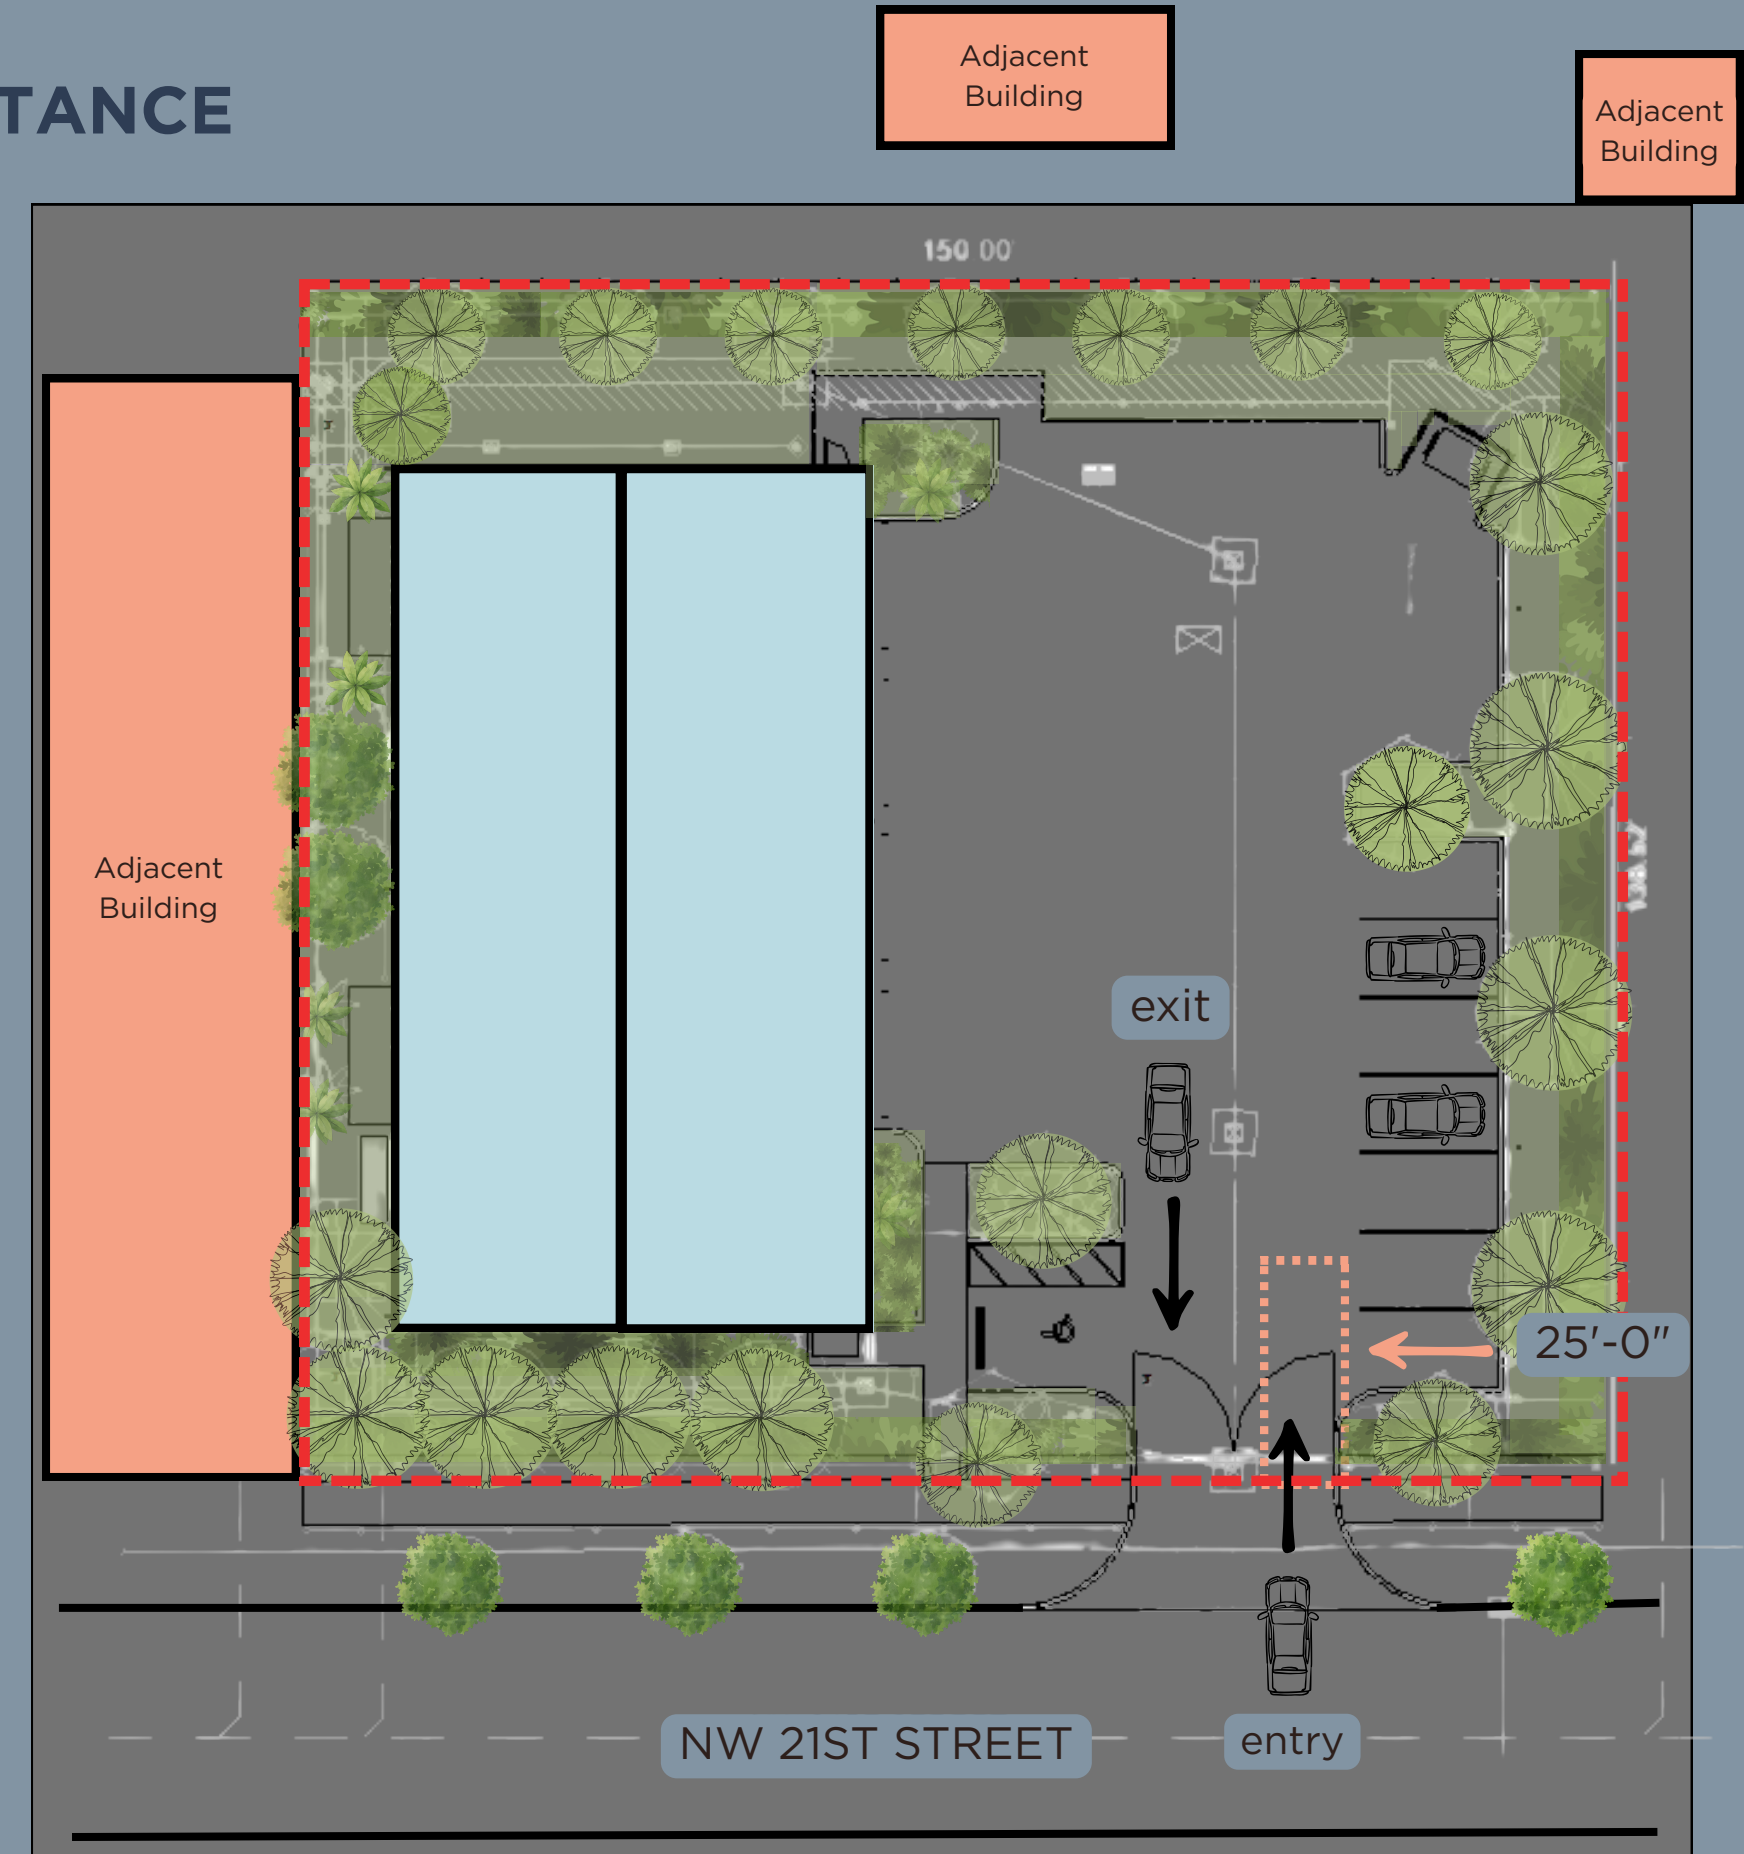 TANCE
Adjacent
Building
Adjacent
Building
150 00'
Adjacent
Building
exit
25'-0"
NW 21ST STREET
entry